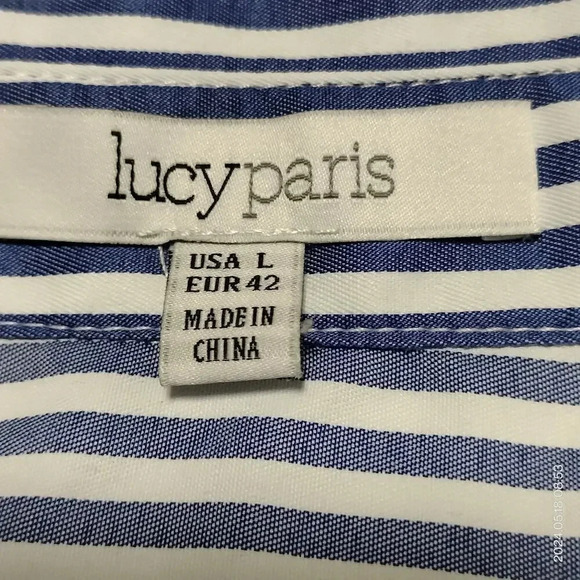 lucyparis
USA L
EUR 42
MADE IN
CHINA
2024.05.18 08:53